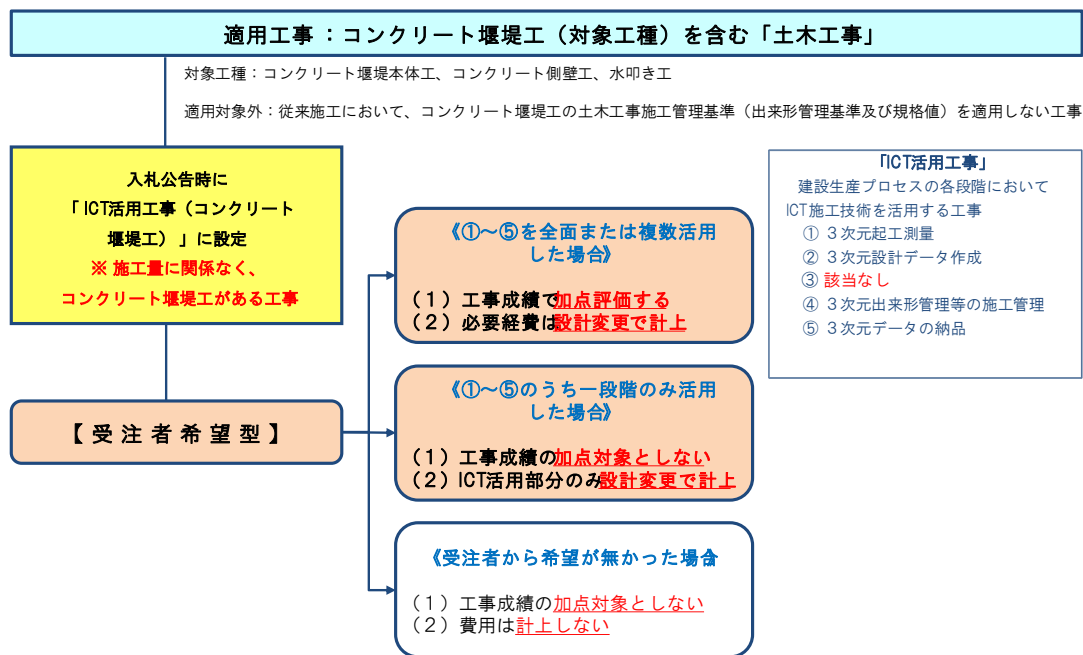 適用工事：コンクリート堰堤工（対象工種）を含む「土木工事」
対象工種：コンクリート堰堤本体工、コンクリート側壁工、水叩き工
適用対象外：従来施工において、コンクリート堰堤工の土木工事施工管理基準（出来形管理基準及び規格値）を適用しない工事
入札公告時に
「ICT活用工事（コンクリート
堰堤工）」に設定
※ 施工量に関係なく、
コンクリート堰堤工がある工事
【受注者希望型】
《①～⑤を全面または複数活用
した場合》
（１）工事成績で加点評価する
（２）必要経費は設計変更で計上
《①～⑤のうち一段階のみ活用
した場合》
（１）工事成績の加点対象としない
（２）ICT活用部分のみ設計変更で計上
《受注者から希望が無かった場合》
（１）工事成績の加点対象としない
（２）費用は計上しない
「ICT活用工事」
建設生産プロセスの各段階において
ICT施工技術を活用する工事
① ３次元起工測量
② ３次元設計データ作成
③ 該当なし
④ ３次元出来形管理等の施工管理
⑤ ３次元データの納品